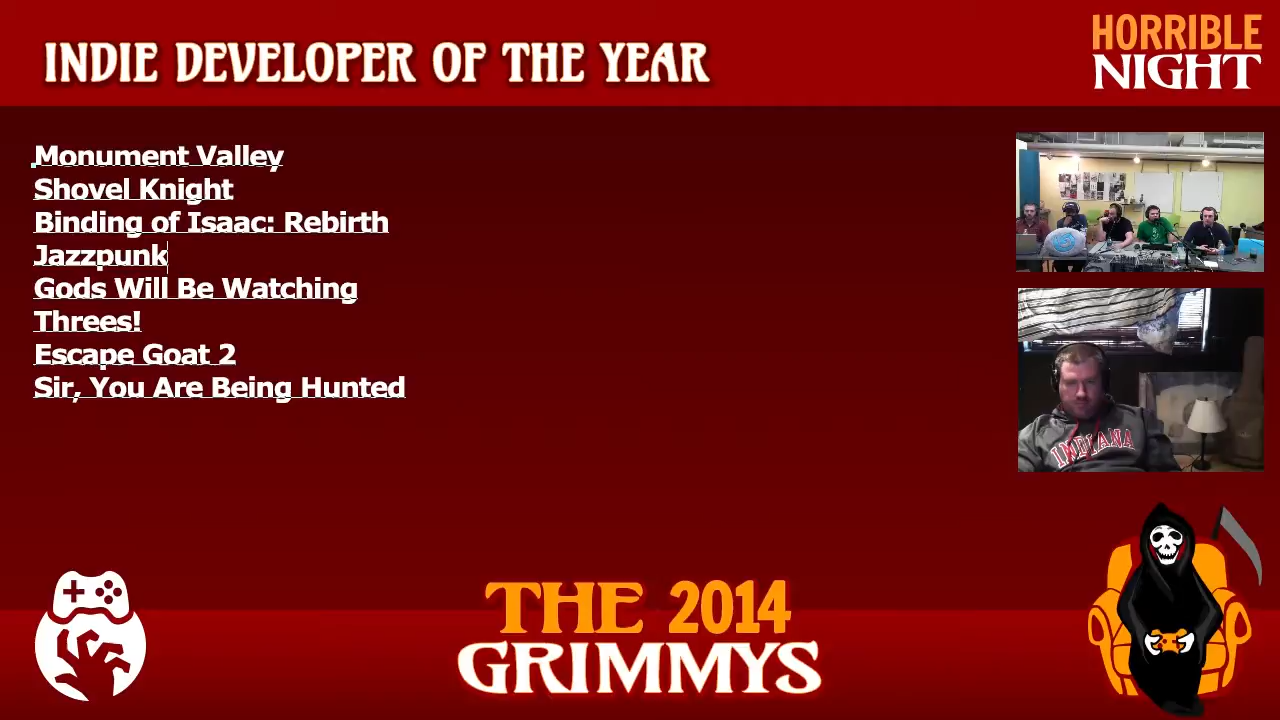 INDIE DEVELOPER OF THE YEAR
HORRIBLE
NIGHT
Monument Valley
Shovel Knight
Binding of Isaac: Rebirth
Jazzpunk
Gods Will Be Watching
Threes!
Escape Goat 2
Sir, You Are Being Hunted
INDIANA
THE 2014
GRIMMYS